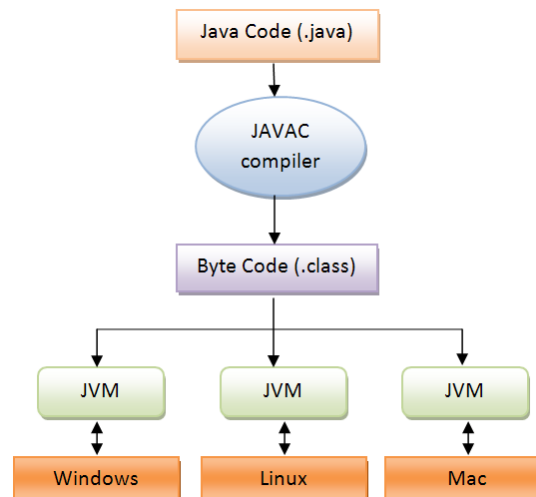 Java Code (.java)
JAVAC
compiler
Byte Code (.class)
JVM
JVM
JVM
Windows
Linux
Mac